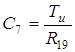 C₇ = Tᵤ / R₁₉